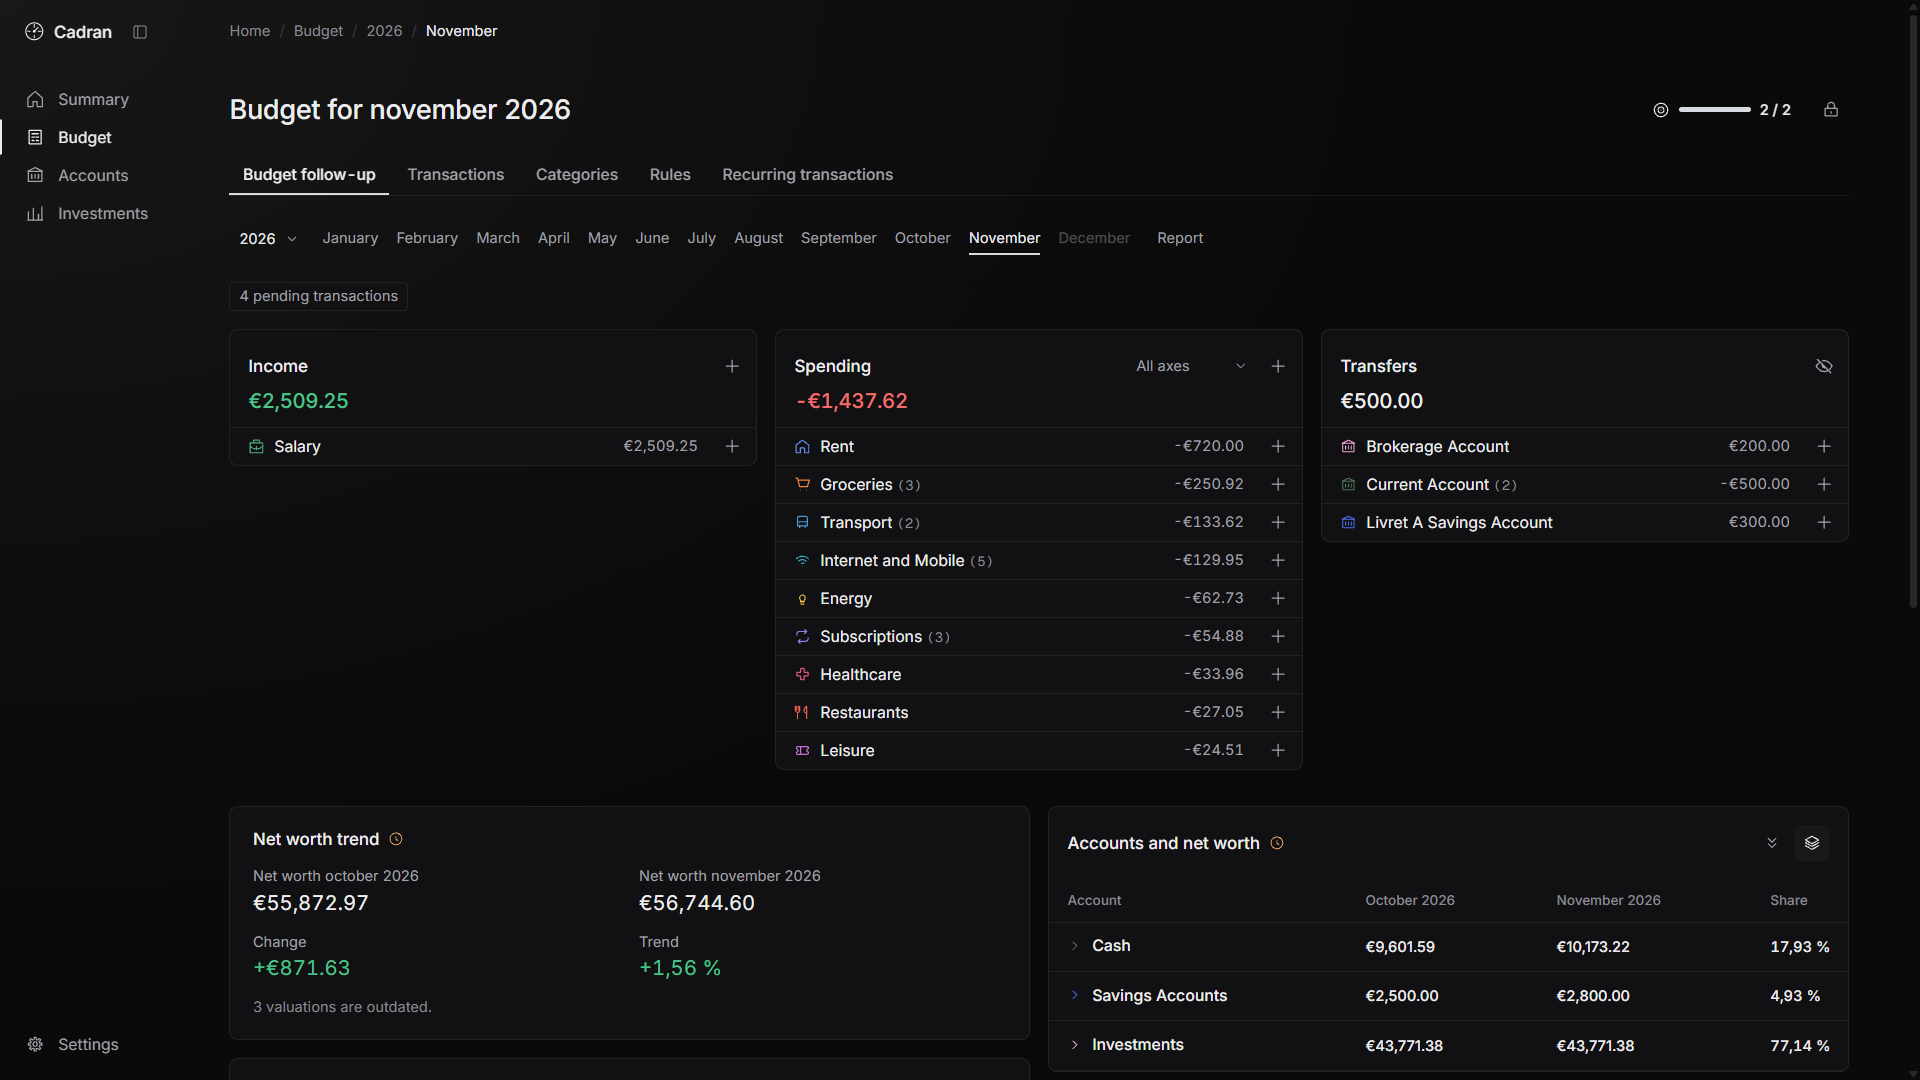 Cadran
Home / Budget / 2026 / November
Summary
Budget
Accounts
Investments
Settings
Budget for november 2026
2 / 2
Budget follow-up Transactions Categories Rules Recurring transactions
2026 January February March April May June July August September October November December Report
4 pending transactions
Income
€2,509.25
Salary €2,509.25
Spending All axes
-€1,437.62
Rent -€720.00
Groceries (3) -€250.92
Transport (2) -€133.62
Internet and Mobile (5) -€129.95
Energy -€62.73
Subscriptions (3) -€54.88
Healthcare -€33.96
Restaurants -€27.05
Leisure -€24.51
Transfers
€500.00
Brokerage Account €200.00
Current Account (2) -€500.00
Livret A Savings Account €300.00
Net worth trend
Net worth october 2026 Net worth november 2026
€55,872.97 €56,744.60
Change Trend
+€871.63 +1,56 %
3 valuations are outdated.
Accounts and net worth
Account October 2026 November 2026 Share
Cash €9,601.59 €10,173.22 17,93 %
Savings Accounts €2,500.00 €2,800.00 4,93 %
Investments €43,771.38 €43,771.38 77,14 %